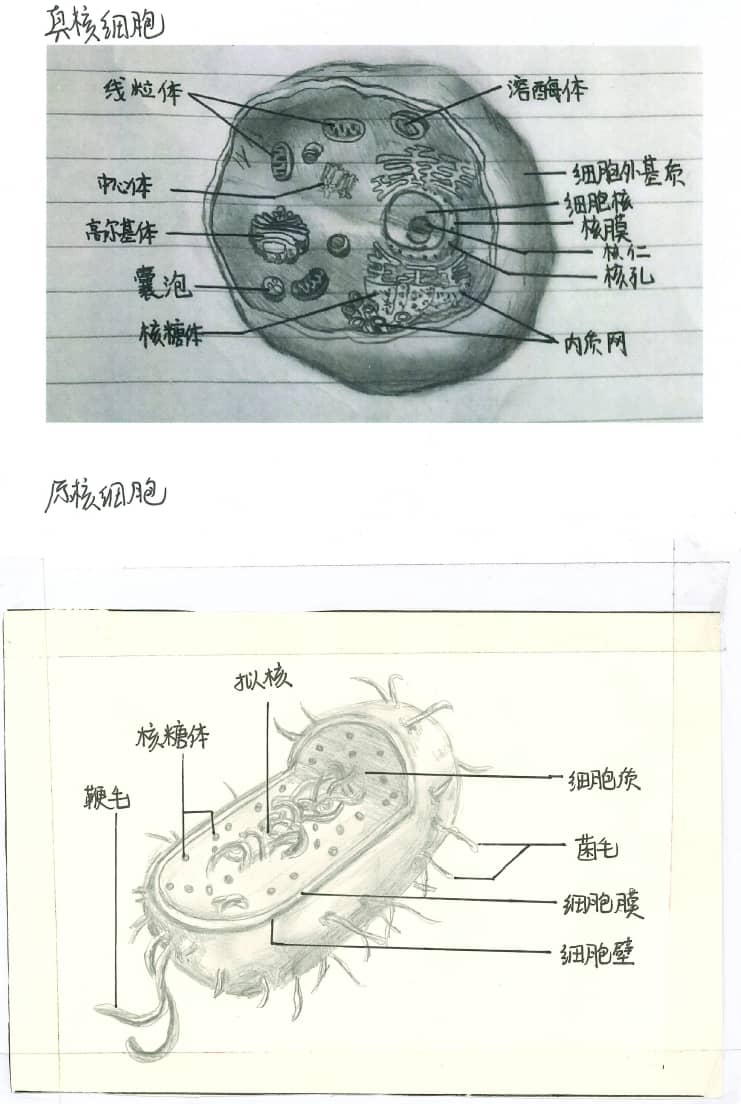 真核细胞
线粒体
溶酶体
中心体
细胞外基质
细胞核
高尔基体
核膜
核仁
核孔
囊泡
核糖体
内质网
原核细胞
拟核
核糖体
鞭毛
细胞质
菌毛
细胞膜
细胞壁